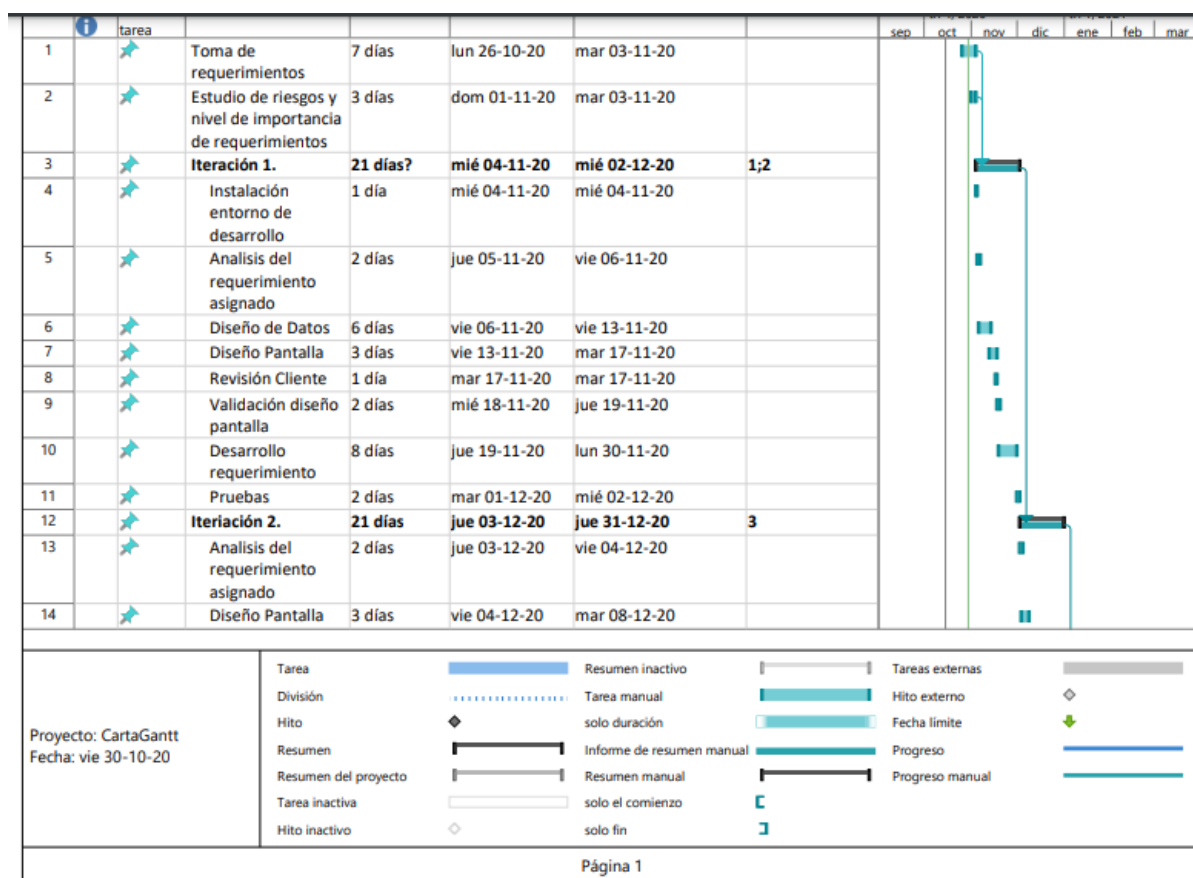 tarea
sep oct nov dic ene feb mar
1 Toma de 7 días lun 26-10-20 mar 03-11-20
requerimientos
2 Estudio de riesgos y 3 días dom 01-11-20 mar 03-11-20
nivel de importancia
de requerimientos
3 Iteración 1. 21 días? mié 04-11-20 mié 02-12-20 1;2
4 Instalación 1 día mié 04-11-20 mié 04-11-20
entorno de
desarrollo
5 Analisis del 2 días jue 05-11-20 vie 06-11-20
requerimiento
asignado
6 Diseño de Datos 6 días vie 06-11-20 vie 13-11-20
7 Diseño Pantalla 3 días vie 13-11-20 mar 17-11-20
8 Revisión Cliente 1 día mar 17-11-20 mar 17-11-20
9 Validación diseño 2 días mié 18-11-20 jue 19-11-20
pantalla
10 Desarrollo 8 días jue 19-11-20 lun 30-11-20
requerimiento
11 Pruebas 2 días mar 01-12-20 mié 02-12-20
12 Iteriación 2. 21 días jue 03-12-20 jue 31-12-20 3
13 Analisis del 2 días jue 03-12-20 vie 04-12-20
requerimiento
asignado
14 Diseño Pantalla 3 días vie 04-12-20 mar 08-12-20
Proyecto: CartaGantt
Fecha: vie 30-10-20
Tarea Resumen inactivo Tareas externas
División Tarea manual Hito externo
Hito solo duración Fecha límite
Resumen Informe de resumen manual Progreso
Resumen del proyecto Resumen manual Progreso manual
Tarea inactiva solo el comienzo
Hito inactivo solo fin
Página 1